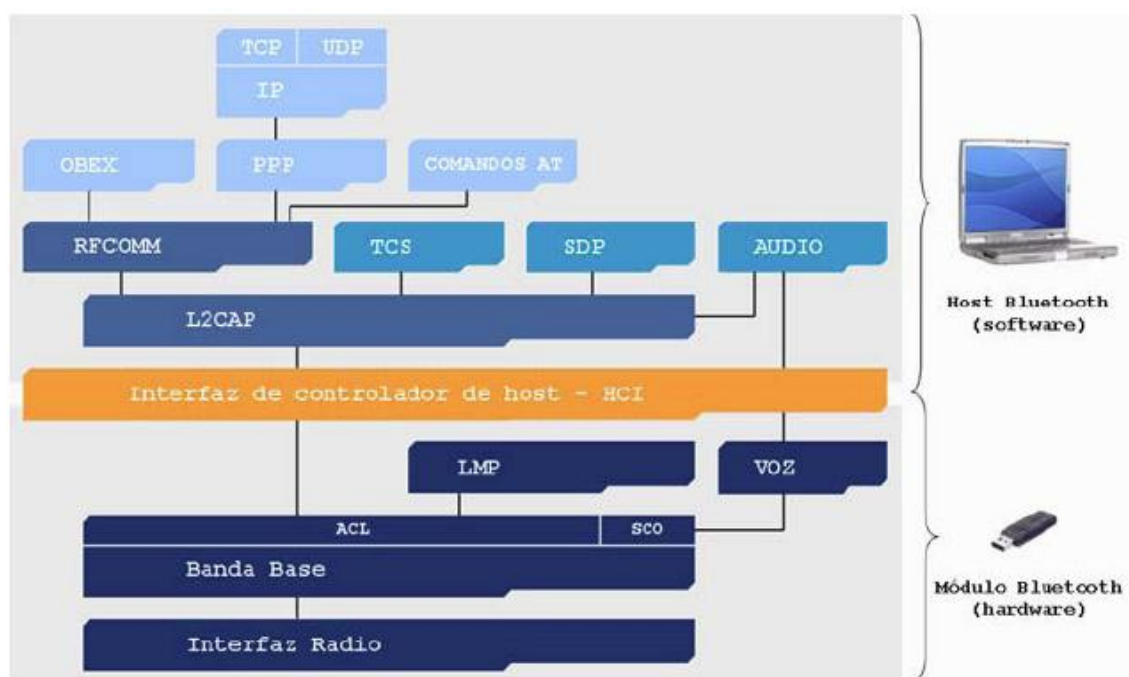 TCP UDP
IP
OBEX PPP COMANDOS AT
RFCOMM TCS SDP AUDIO
L2CAP
Host Bluetooth
(software)
Interfaz de controlador de host - HCI
LMP VOZ
ACL SCO
Banda Base
Módulo Bluetooth
(hardware)
Interfaz Radio